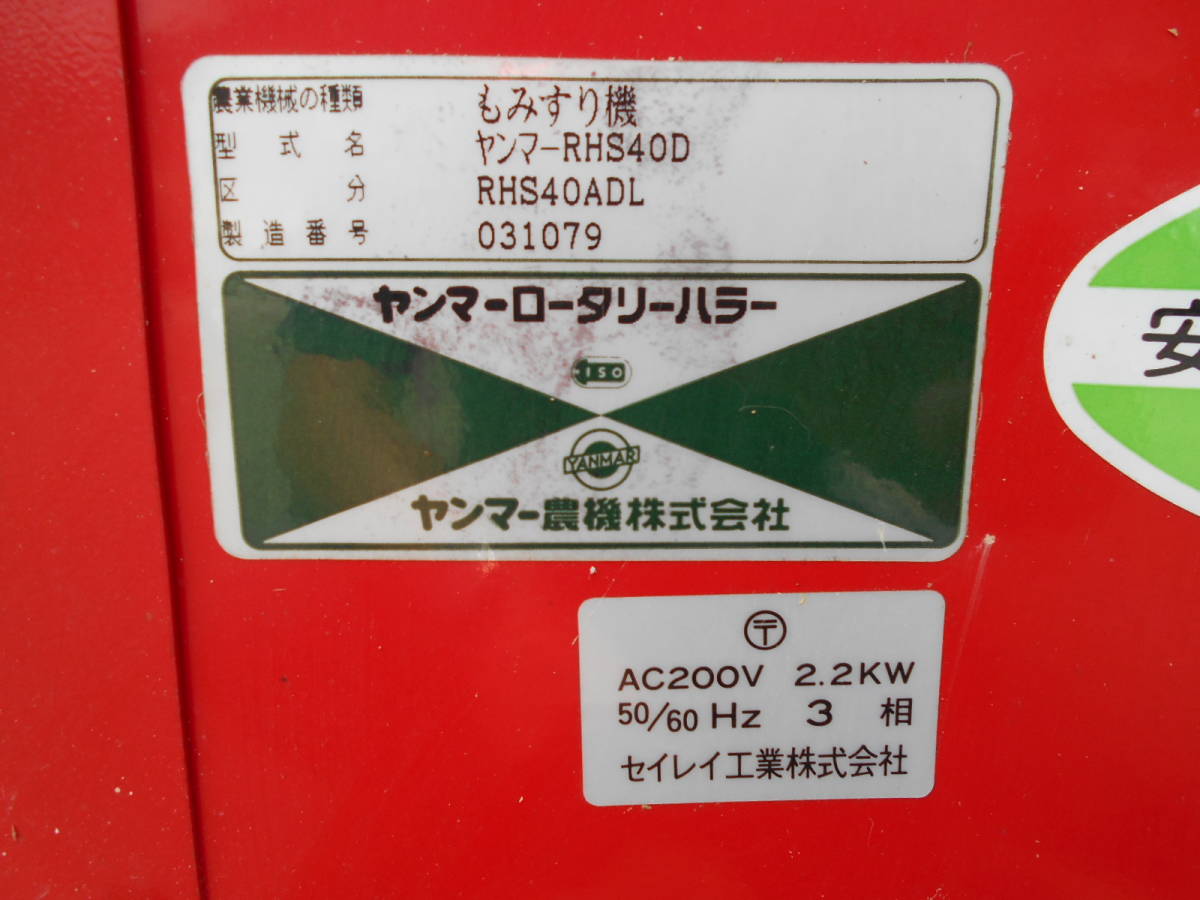 農業機械の種類 もみすり機
型式名 ヤンマーRHS40D
区分 RHS40ADL
製造番号 031079
ヤンマーロータリーハラー
ISO
YANMAR
ヤンマー農機株式会社
安
〒
AC200V 2.2KW
50/60 Hz 3 相
セイレイ工業株式会社